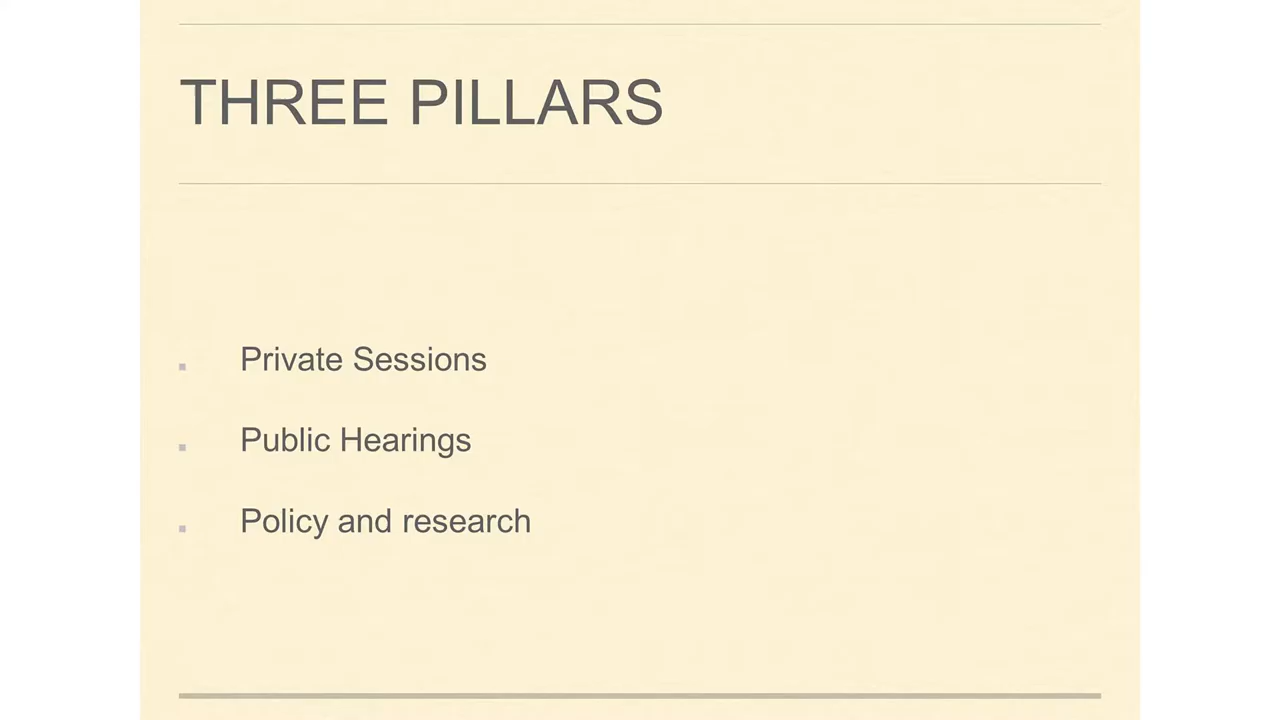 THREE PILLARS
Private Sessions
Public Hearings
Policy and research